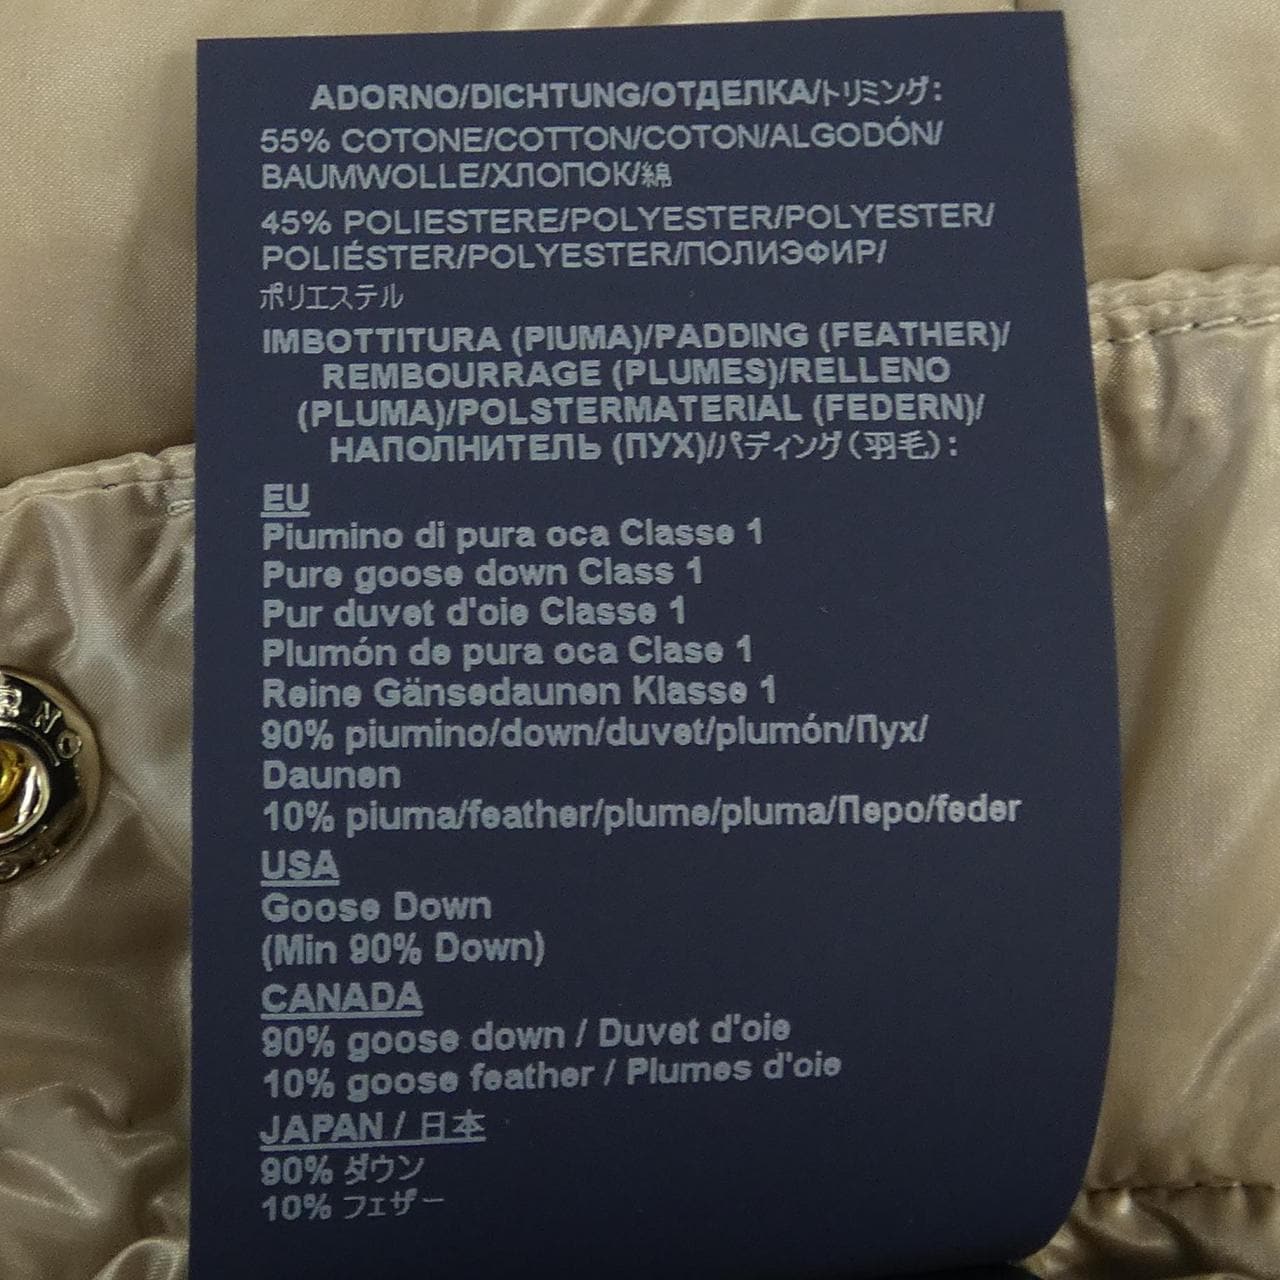 ADORNO/DICHTUNG/ОТДЕЛКА/トリミング:
55% COTONE/COTTON/COTON/ALGODÓN/
BAUMWOLLE/ХЛОПОК/綿
45% POLIESTERE/POLYESTER/POLYESTER/
POLIÉSTER/POLYESTER/ПОЛИЭФИР/
ポリエステル
IMBOTTITURA (PIUMA)/PADDING (FEATHER)/
REMBOURRAGE (PLUMES)/RELLENO
(PLUMA)/POLSTERMATERIAL (FEDERN)/
НАПОЛНИТЕЛЬ (ПУХ)/パディング(羽毛):
EU
Piumino di pura oca Classe 1
Pure goose down Class 1
Pur duvet d'oie Classe 1
Plumón de pura oca Clase 1
Reine Gänsedaunen Klasse 1
90% piumino/down/duvet/plumón/Пух/
Daunen
10% piuma/feather/plume/pluma/Перо/feder
USA
Goose Down
(Min 90% Down)
CANADA
90% goose down / Duvet d'oie
10% goose feather / Plumes d'oie
JAPAN / 日本
90% ダウン
10% フェザー